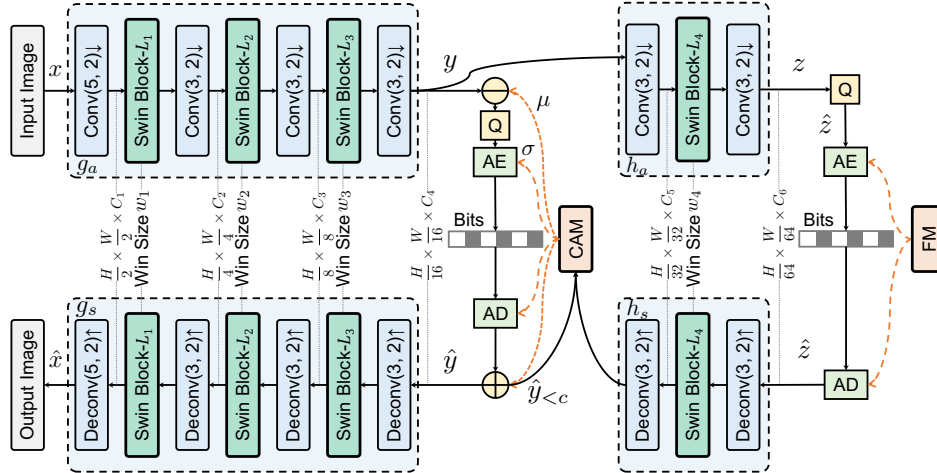 Input Image
x
Conv(5, 2)↓
Swin Block-L₁
Conv(3, 2)↓
Swin Block-L₂
Conv(3, 2)↓
Swin Block-L₃
Conv(3, 2)↓
gₐ
y
μ
Q
σ
AE
Conv(3, 2)↓
Swin Block-L₄
Conv(3, 2)↓
hₐ
z
Q
ẑ
AE
H/2 × W/2 × C₁
Win Size w₁
H/4 × W/4 × C₂
Win Size w₂
H/8 × W/8 × C₃
Win Size w₃
H/16 × W/16 × C₄
Bits
CAM
H/32 × W/32 × C₅
Win Size w₄
H/64 × W/64 × C₆
Bits
FM
AD
Output Image
x̂
gₛ
Deconv(5, 2)↑
Swin Block-L₁
Deconv(3, 2)↑
Swin Block-L₂
Deconv(3, 2)↑
Swin Block-L₃
Deconv(3, 2)↑
ŷ
ŷ<c
hₛ
Deconv(3, 2)↑
Swin Block-L₄
Deconv(3, 2)↑
ẑ
AD